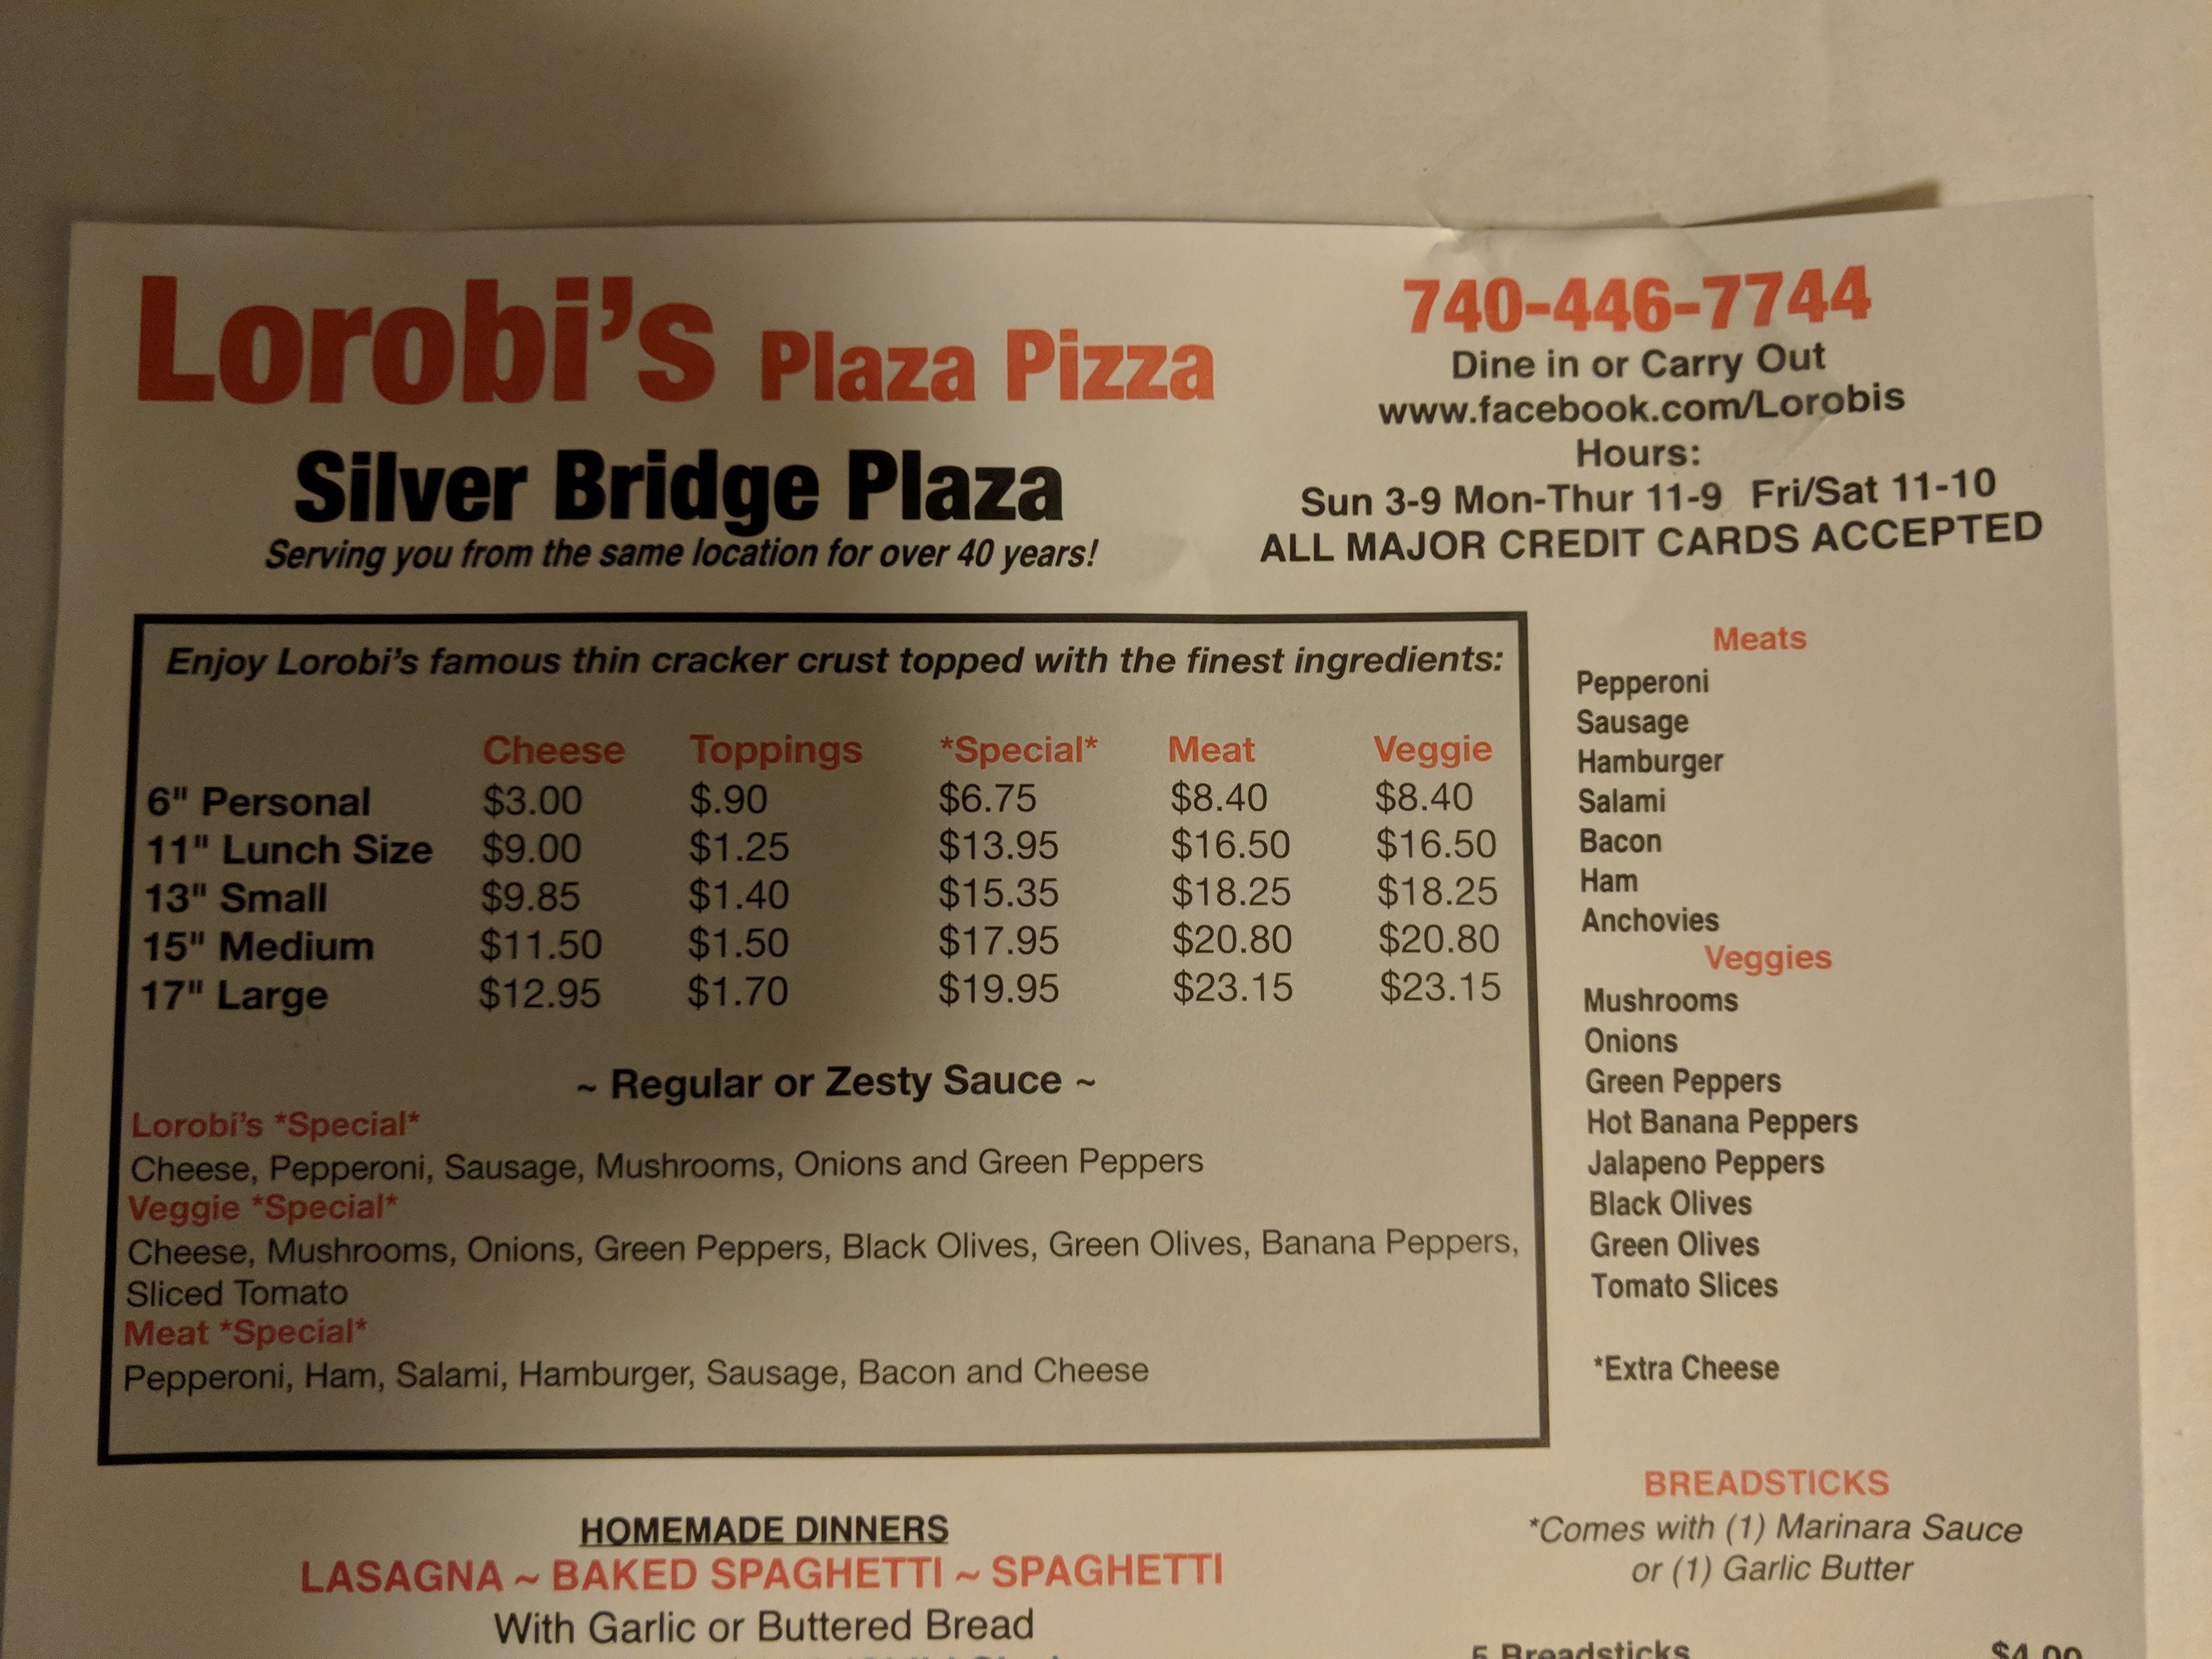 Lorobi's Plaza Pizza
Silver Bridge Plaza
Serving you from the same location for over 40 years!
740-446-7744
Dine in or Carry Out
www.facebook.com/Lorobis
Hours:
Sun 3-9 Mon-Thur 11-9 Fri/Sat 11-10
ALL MAJOR CREDIT CARDS ACCEPTED
Enjoy Lorobi's famous thin cracker crust topped with the finest ingredients:
Cheese Toppings *Special* Meat Veggie
6" Personal $3.00 $.90 $6.75 $8.40 $8.40
11" Lunch Size $9.00 $1.25 $13.95 $16.50 $16.50
13" Small $9.85 $1.40 $15.35 $18.25 $18.25
15" Medium $11.50 $1.50 $17.95 $20.80 $20.80
17" Large $12.95 $1.70 $19.95 $23.15 $23.15
~ Regular or Zesty Sauce ~
Lorobi's *Special*
Cheese, Pepperoni, Sausage, Mushrooms, Onions and Green Peppers
Veggie *Special*
Cheese, Mushrooms, Onions, Green Peppers, Black Olives, Green Olives, Banana Peppers,
Sliced Tomato
Meat *Special*
Pepperoni, Ham, Salami, Hamburger, Sausage, Bacon and Cheese
Meats
Pepperoni
Sausage
Hamburger
Salami
Bacon
Ham
Anchovies
Veggies
Mushrooms
Onions
Green Peppers
Hot Banana Peppers
Jalapeno Peppers
Black Olives
Green Olives
Tomato Slices
*Extra Cheese
HOMEMADE DINNERS
LASAGNA ~ BAKED SPAGHETTI ~ SPAGHETTI
With Garlic or Buttered Bread
BREADSTICKS
*Comes with (1) Marinara Sauce
or (1) Garlic Butter
5 Breadsticks $4.00